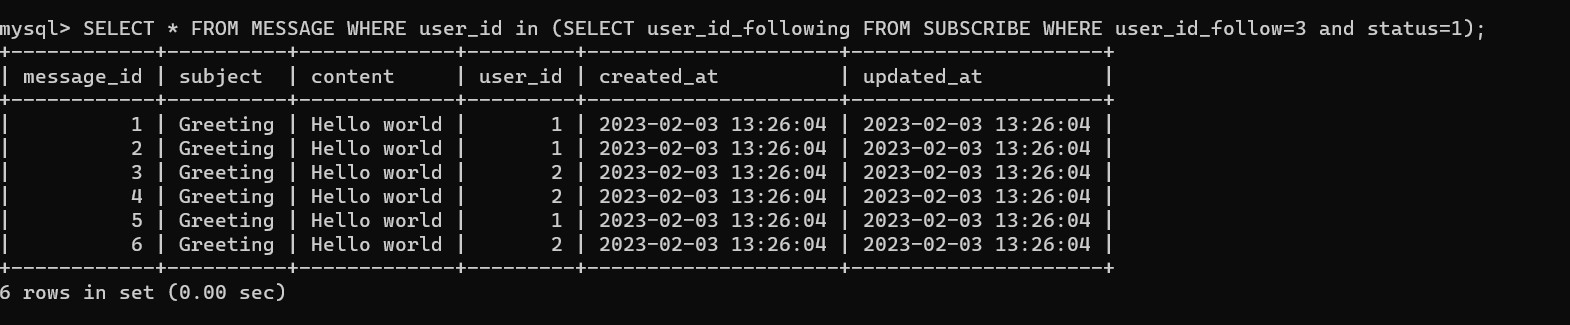 mysql> SELECT * FROM MESSAGE WHERE user_id in (SELECT user_id_following FROM SUBSCRIBE WHERE user_id_follow=3 and status=1);
+------------+----------+-------------+---------+---------------------+---------------------+
| message_id | subject  | content     | user_id | created_at          | updated_at          |
+------------+----------+-------------+---------+---------------------+---------------------+
|          1 | Greeting | Hello world |       1 | 2023-02-03 13:26:04 | 2023-02-03 13:26:04 |
|          2 | Greeting | Hello world |       1 | 2023-02-03 13:26:04 | 2023-02-03 13:26:04 |
|          3 | Greeting | Hello world |       2 | 2023-02-03 13:26:04 | 2023-02-03 13:26:04 |
|          4 | Greeting | Hello world |       2 | 2023-02-03 13:26:04 | 2023-02-03 13:26:04 |
|          5 | Greeting | Hello world |       1 | 2023-02-03 13:26:04 | 2023-02-03 13:26:04 |
|          6 | Greeting | Hello world |       2 | 2023-02-03 13:26:04 | 2023-02-03 13:26:04 |
+------------+----------+-------------+---------+---------------------+---------------------+
6 rows in set (0.00 sec)